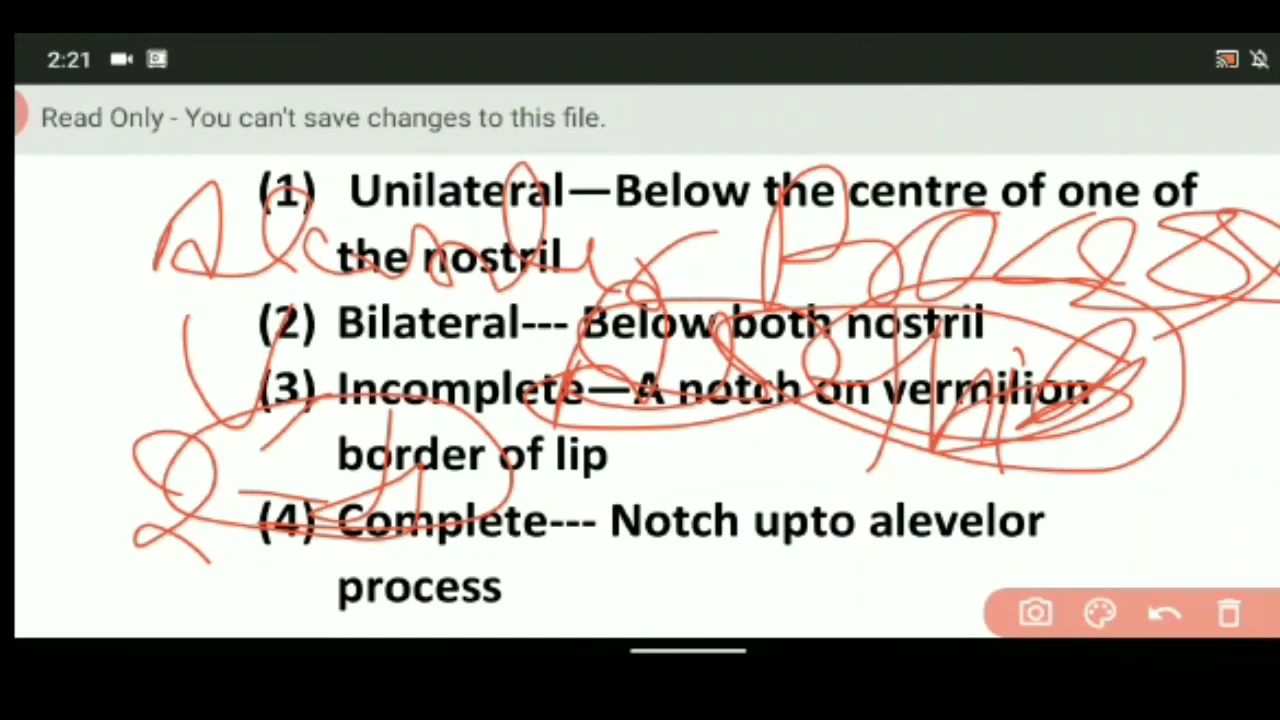 2:21
Read Only - You can't save changes to this file.
(1) Unilateral—Below the centre of one of
the nostril
(2) Bilateral--- Below both nostril
(3) Incomplete—A notch on vermilion
border of lip
(4) Complete--- Notch upto alevelor
process